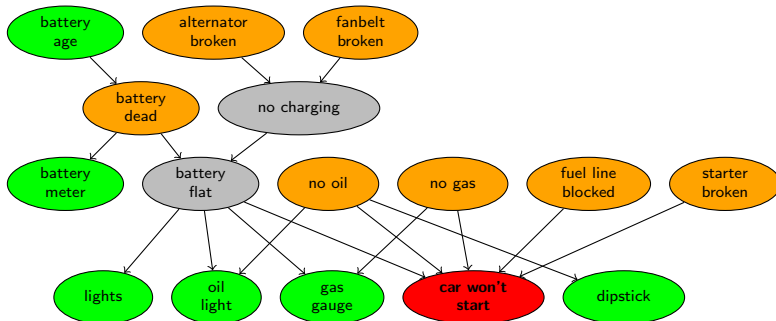 battery
age
alternator
broken
fanbelt
broken
battery
dead
no charging
battery
meter
battery
flat
no oil
no gas
fuel line
blocked
starter
broken
lights
oil
light
gas
gauge
car won't
start
dipstick